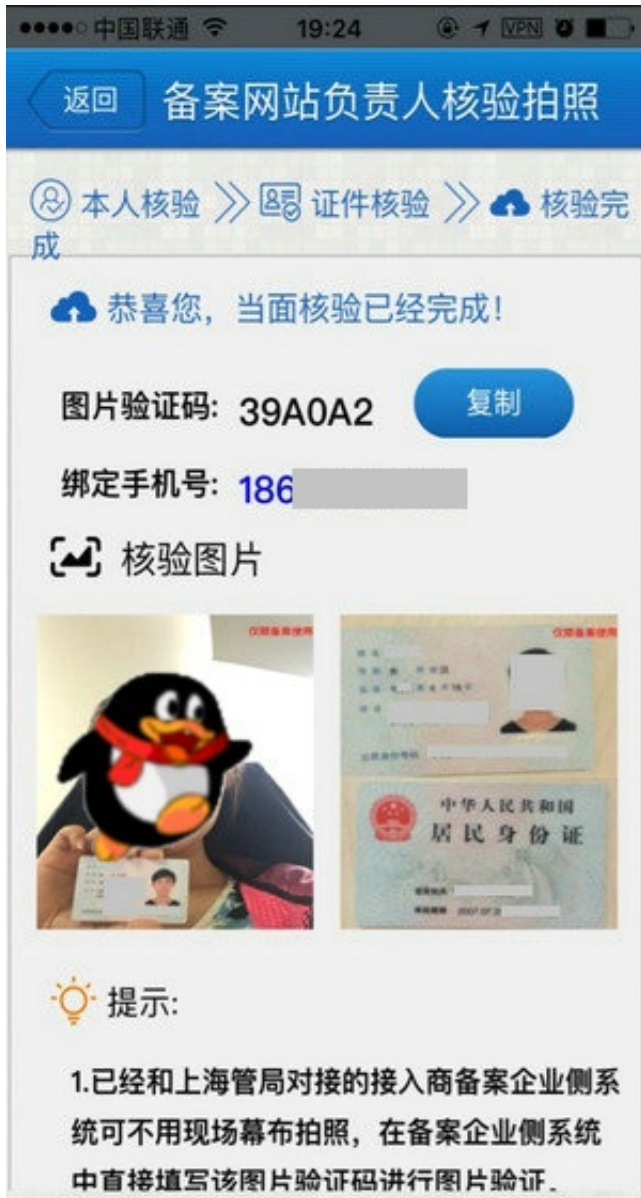 中国联通 19:24 VPN
返回 备案网站负责人核验拍照
本人核验 证件核验 核验完
成
恭喜您，当面核验已经完成！
图片验证码: 39A0A2 复制
绑定手机号: 186
核验图片
仅限备案使用 仅限备案使用
公民身份号码
中华人民共和国
居民身份证
提示:
1.已经和上海管局对接的接入商备案企业侧系
统可不用现场幕布拍照，在备案企业侧系统
中直接填写该图片验证码进行图片验证。